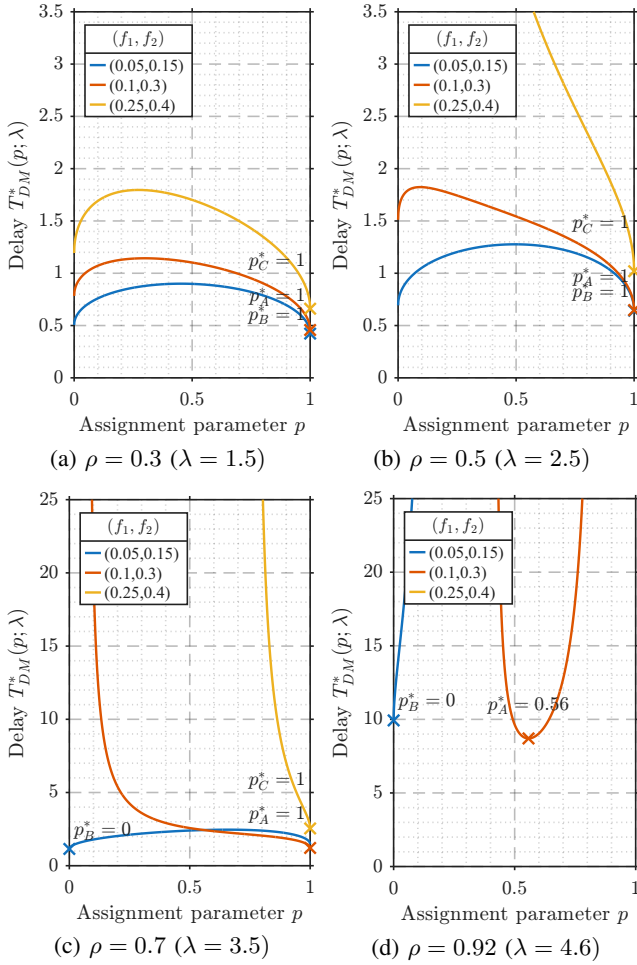 3.5
3
2.5
2
1.5
1
0.5
0
Delay T*_DM(p; λ)
(f₁, f₂)
(0.05,0.15)
(0.1,0.3)
(0.25,0.4)
p*_C = 1
p*_A = 1
p*_B = 1
0
0.5
1
Assignment parameter p
(a) ρ = 0.3 (λ = 1.5)
3.5
3
2.5
2
1.5
1
0.5
0
Delay T*_DM(p; λ)
(f₁, f₂)
(0.05,0.15)
(0.1,0.3)
(0.25,0.4)
p*_C = 1
p*_A = 1
p*_B = 1
0
0.5
1
Assignment parameter p
(b) ρ = 0.5 (λ = 2.5)
25
20
15
10
5
0
Delay T*_DM(p; λ)
(f₁, f₂)
(0.05,0.15)
(0.1,0.3)
(0.25,0.4)
p*_C = 1
p*_A = 1
p*_B = 0
0
0.5
1
Assignment parameter p
(c) ρ = 0.7 (λ = 3.5)
25
20
15
10
5
0
Delay T*_DM(p; λ)
(f₁, f₂)
(0.05,0.15)
(0.1,0.3)
(0.25,0.4)
p*_B = 0
p*_A = 0.56
0
0.5
1
Assignment parameter p
(d) ρ = 0.92 (λ = 4.6)